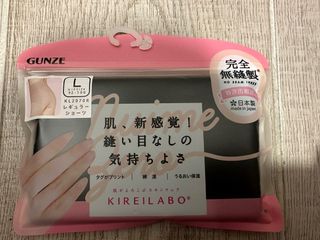 GUNZE
L
KL2970R
レギュラー
ショーツ
完全
無縫製
日本製
made in Japan
肌、新感覚!
縫い目なしの
気持ちよさ
タグがプリント
綿混
うるおい保湿
KIREILABO